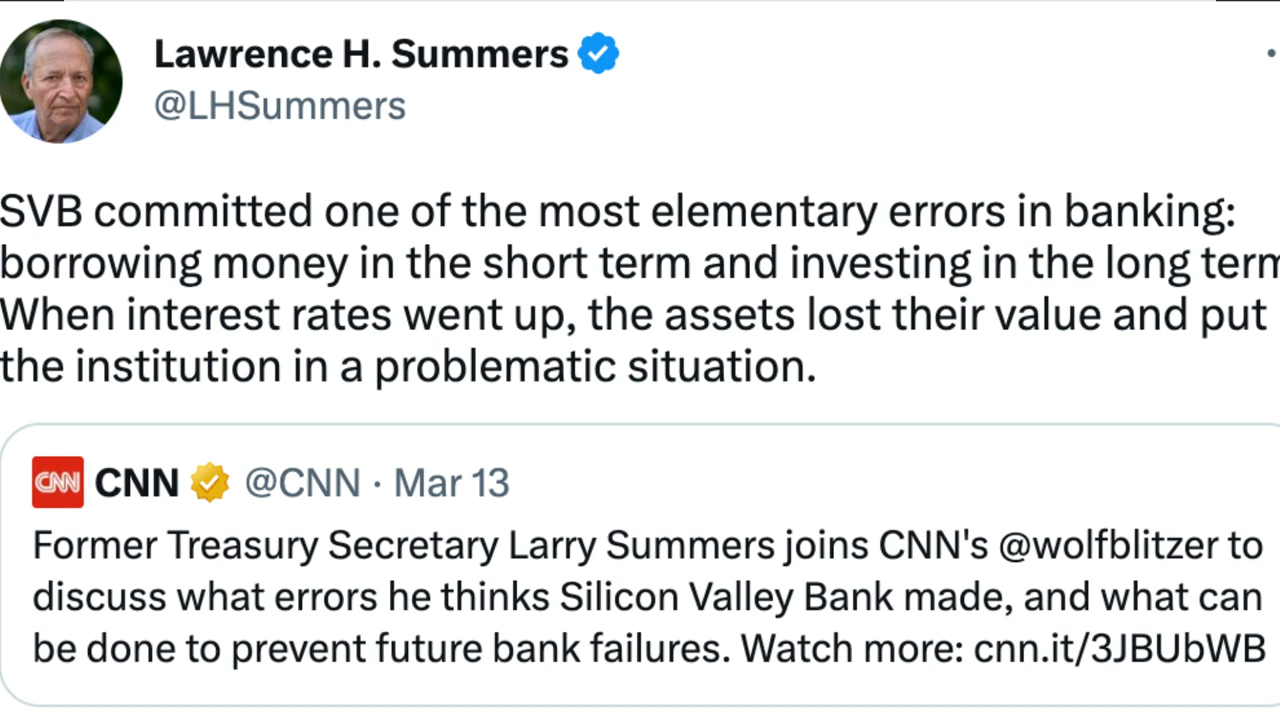 Lawrence H. Summers
@LHSummers
SVB committed one of the most elementary errors in banking:
borrowing money in the short term and investing in the long term
When interest rates went up, the assets lost their value and put
the institution in a problematic situation.
CNN CNN @CNN · Mar 13
Former Treasury Secretary Larry Summers joins CNN's @wolfblitzer to
discuss what errors he thinks Silicon Valley Bank made, and what can
be done to prevent future bank failures. Watch more: cnn.it/3JBUbWB